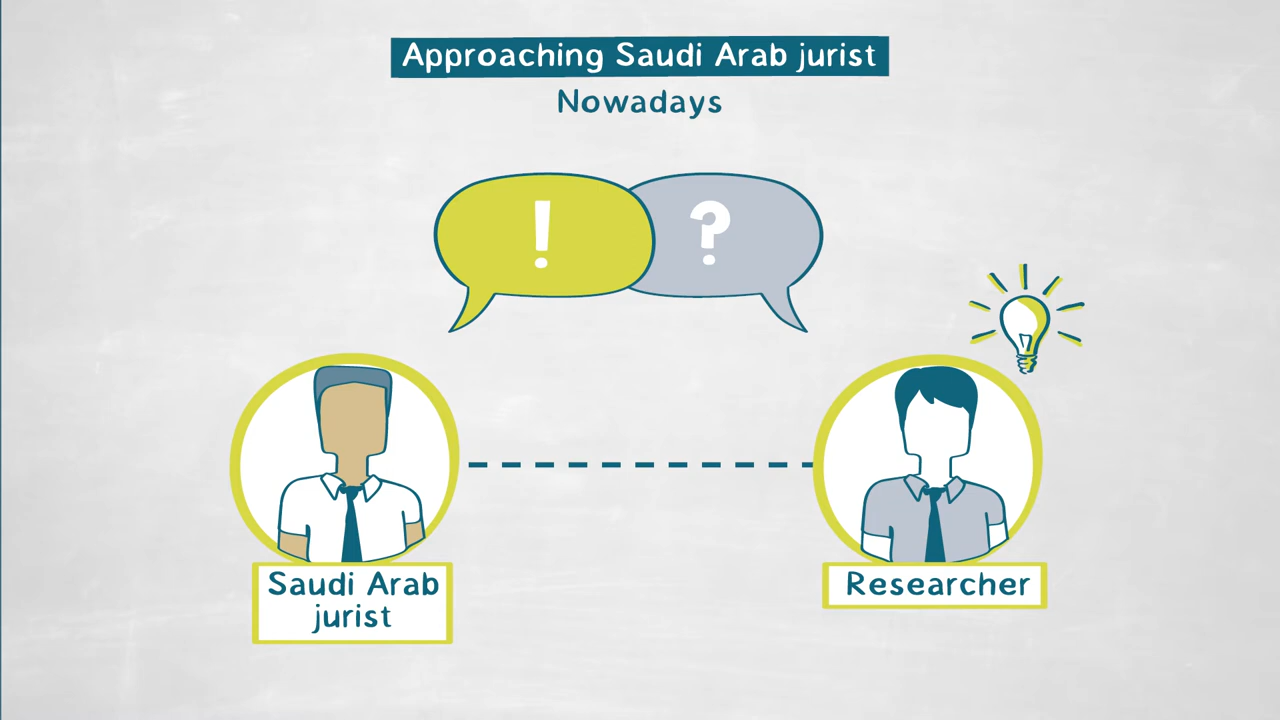 Approaching Saudi Arab jurist
Nowadays
! ?
Saudi Arab
jurist
Researcher